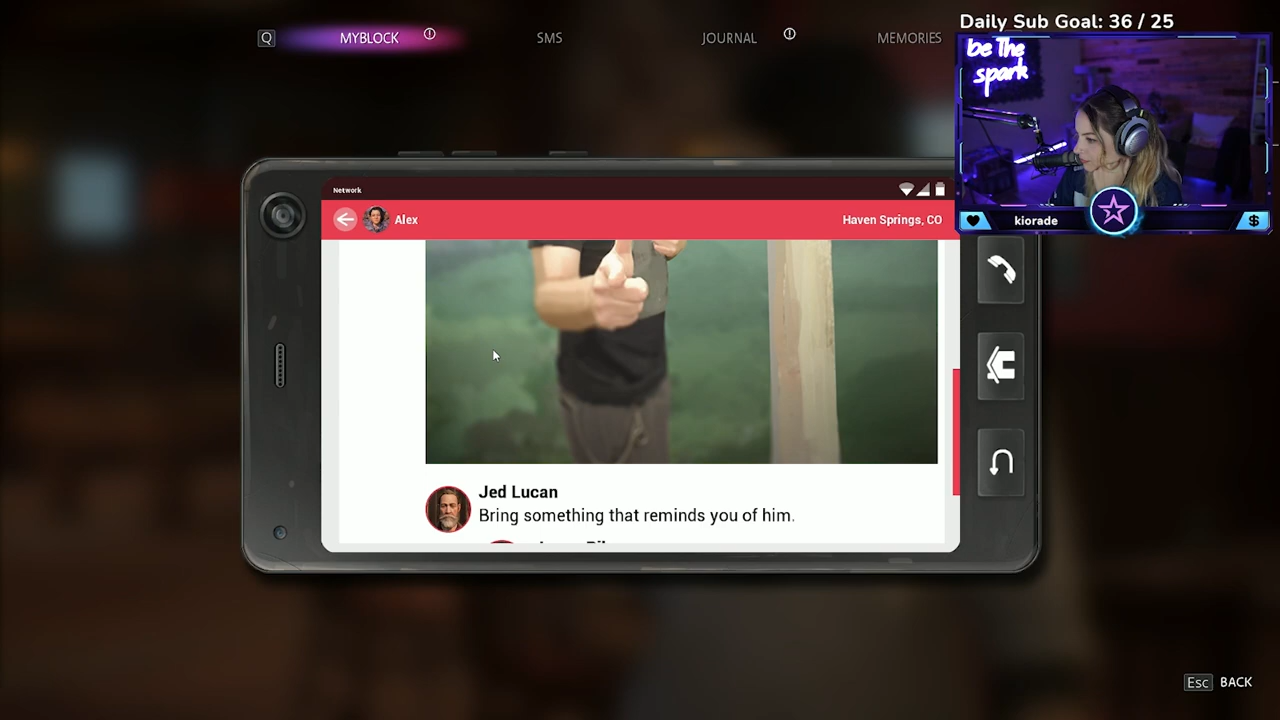 Daily Sub Goal: 36 / 25
Q
MYBLOCK
SMS
JOURNAL
MEMORIES
be The
spark
Network
Alex
Haven Springs, CO
kiorade
$
Jed Lucan
Bring something that reminds you of him.
Esc BACK